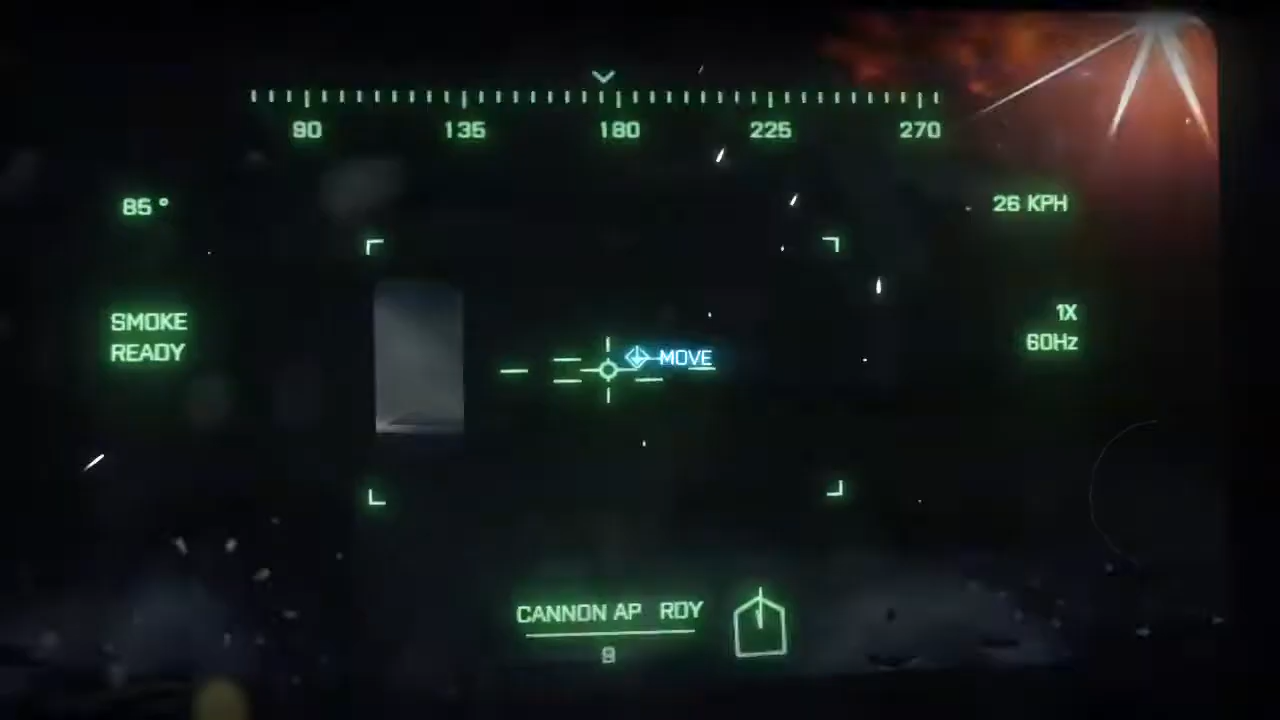 90 135 180 225 270
85 °
26 KPH
SMOKE
READY
1X
60Hz
MOVE
CANNON AP RDY
9